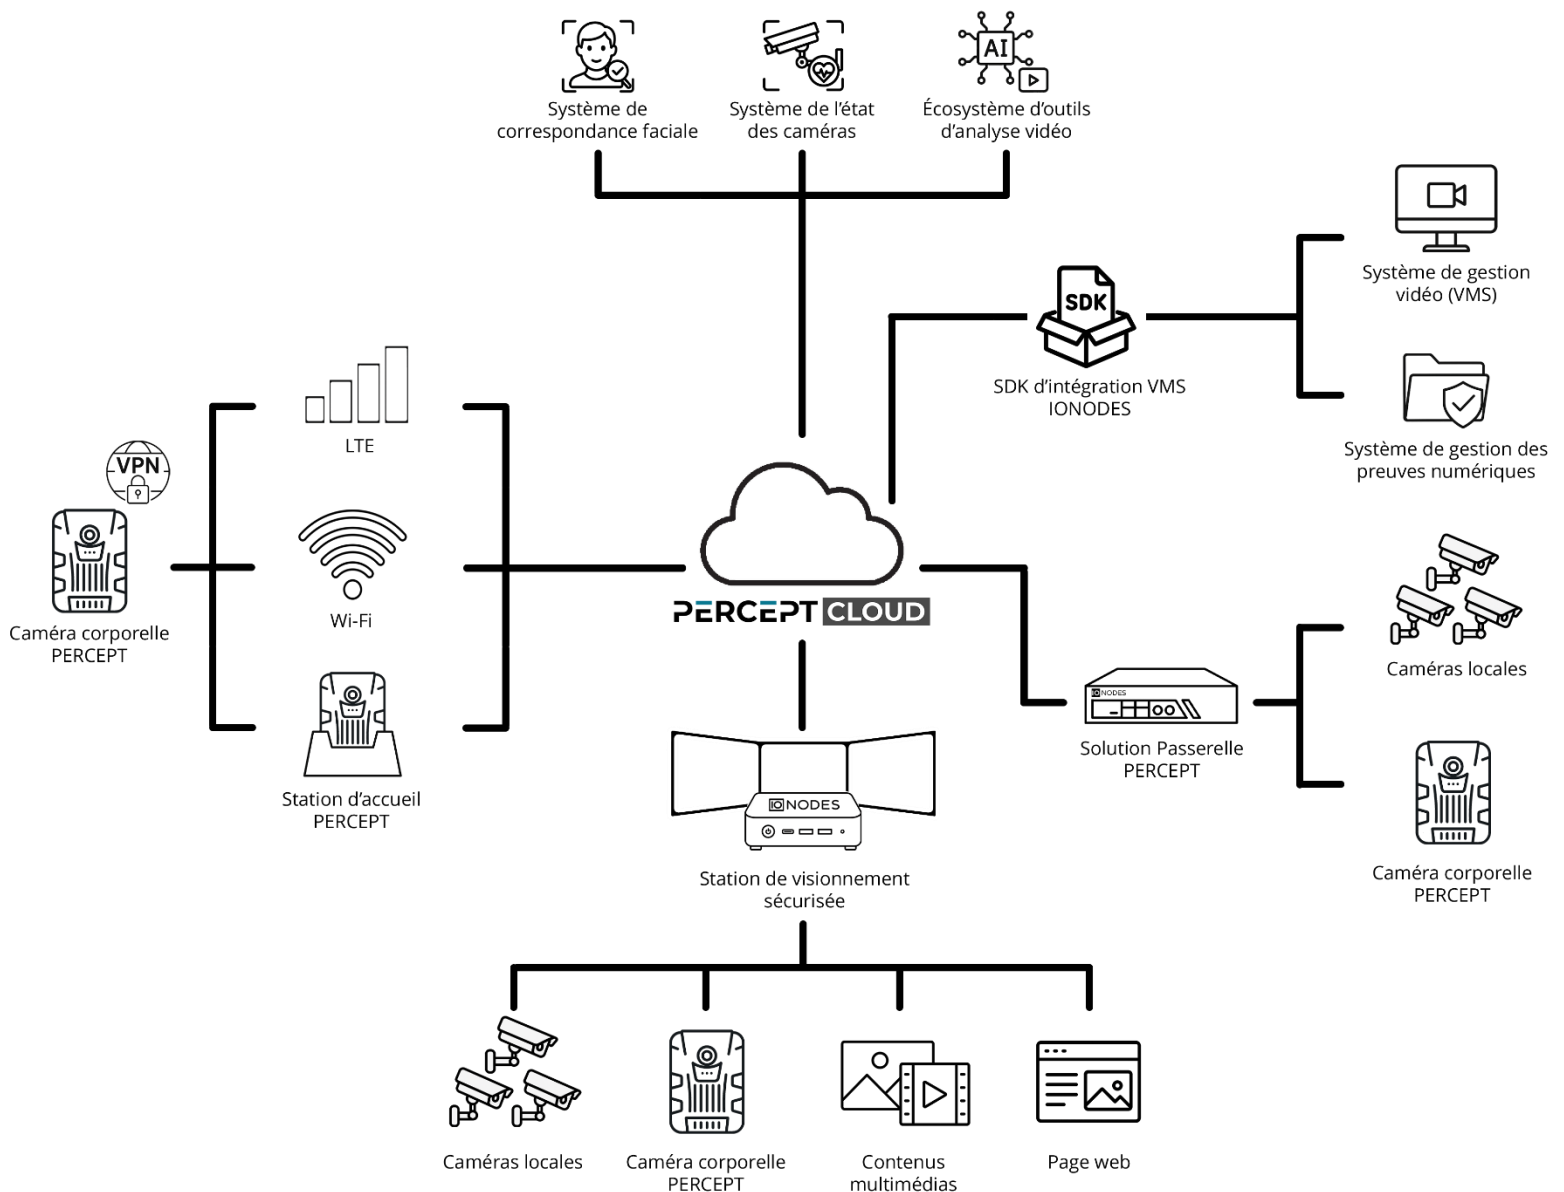 AI
Système de
correspondance faciale
Système de l'état
des caméras
Écosystème d'outils
d'analyse vidéo
Système de gestion
vidéo (VMS)
SDK
SDK d'intégration VMS
IONODES
Système de gestion des
preuves numériques
LTE
VPN
Wi-Fi
Caméra corporelle
PERCEPT
Station d'accueil
PERCEPT
PERCEPT CLOUD
Caméras locales
IONODES
Solution Passerelle
PERCEPT
Caméra corporelle
PERCEPT
IONODES
Station de visionnement
sécurisée
Caméras locales
Caméra corporelle
PERCEPT
Contenus
multimédias
Page web